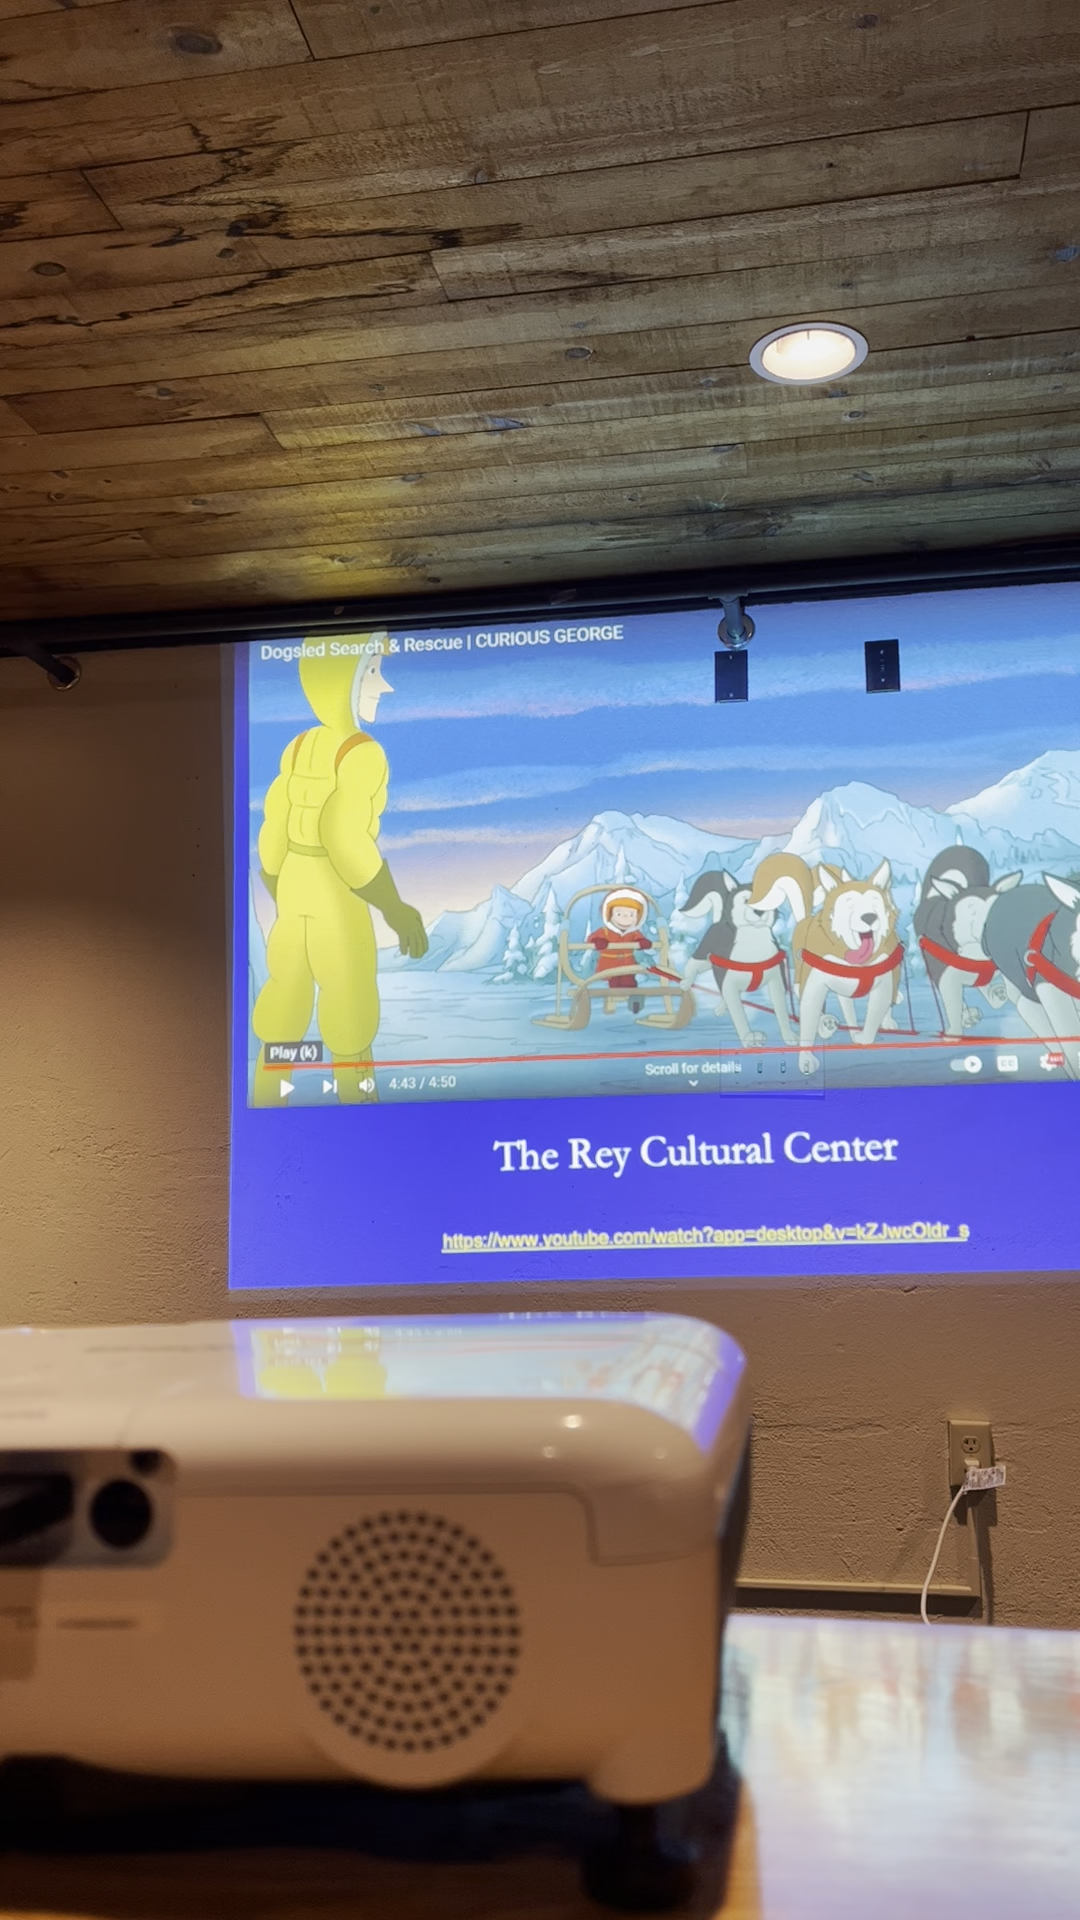 Dogsled Search & Rescue | CURIOUS GEORGE
Play (k)
4:43 / 4:50
Scroll for details
CC
The Rey Cultural Center
https://www.youtube.com/watch?app=desktop&v=kZJwcOldr_s